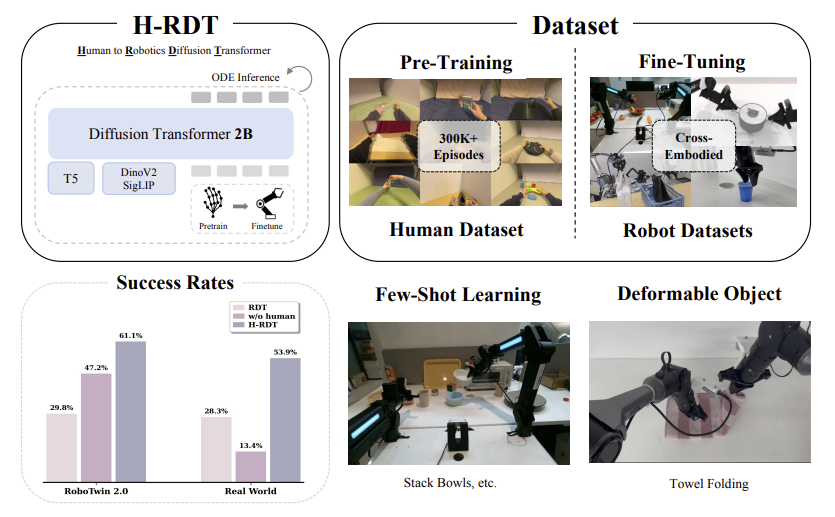 H-RDT
Human to Robotics Diffusion Transformer
ODE Inference
Diffusion Transformer 2B
T5
DinoV2
SigLIP
Pretrain
Finetune
Dataset
Pre-Training
300K+
Episodes
Human Dataset
Fine-Tuning
Cross-
Embodied
Robot Datasets
Success Rates
RDT
w/o human
H-RDT
29.8%
47.2%
61.1%
28.3%
13.4%
53.9%
RoboTwin 2.0
Real World
Few-Shot Learning
Stack Bowls, etc.
Deformable Object
Towel Folding